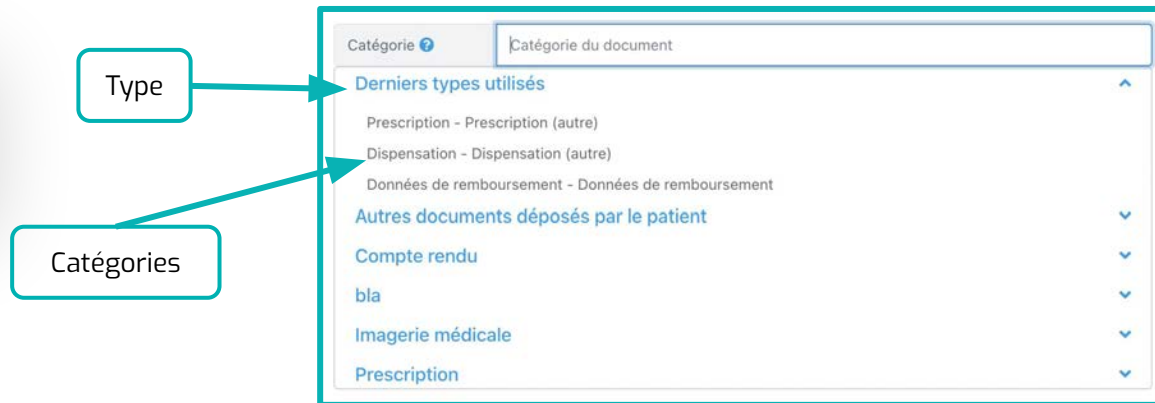 Catégorie ?
Catégorie du document
Type
Derniers types utilisés
Prescription - Prescription (autre)
Dispensation - Dispensation (autre)
Données de remboursement - Données de remboursement
Autres documents déposés par le patient
Catégories
Compte rendu
bla
Imagerie médicale
Prescription